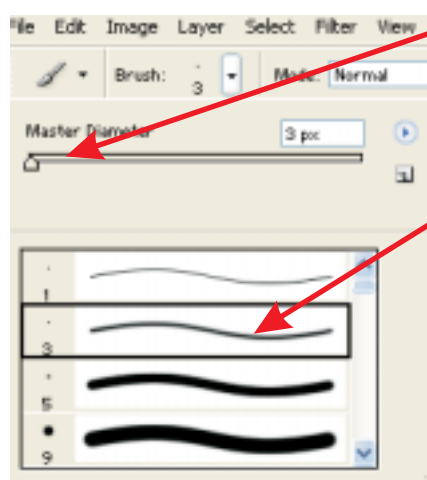 File Edit Image Layer Select Filter View
Brush: 3 Mode: Normal
Master Diameter 3 px
1
3
5
9